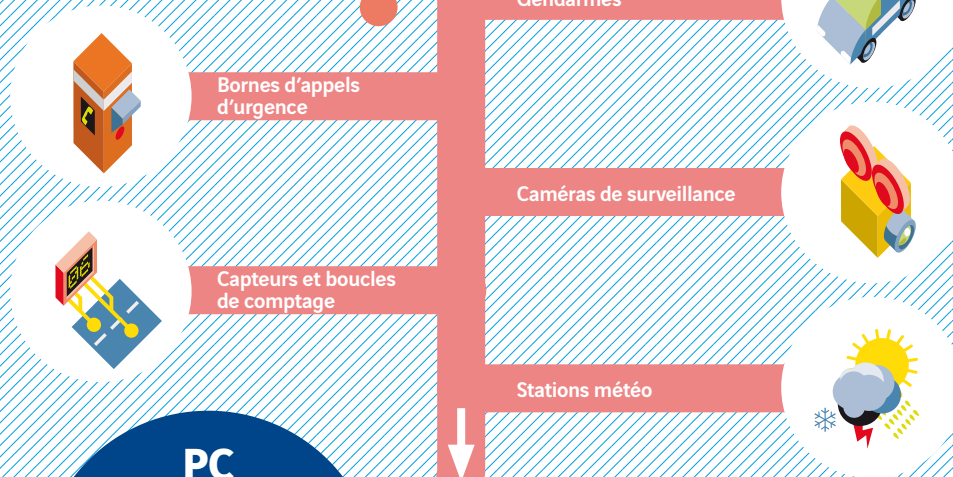 Gendarmes
Bornes d’appels
d’urgence
Caméras de surveillance
Capteurs et boucles
de comptage
Stations météo
PC